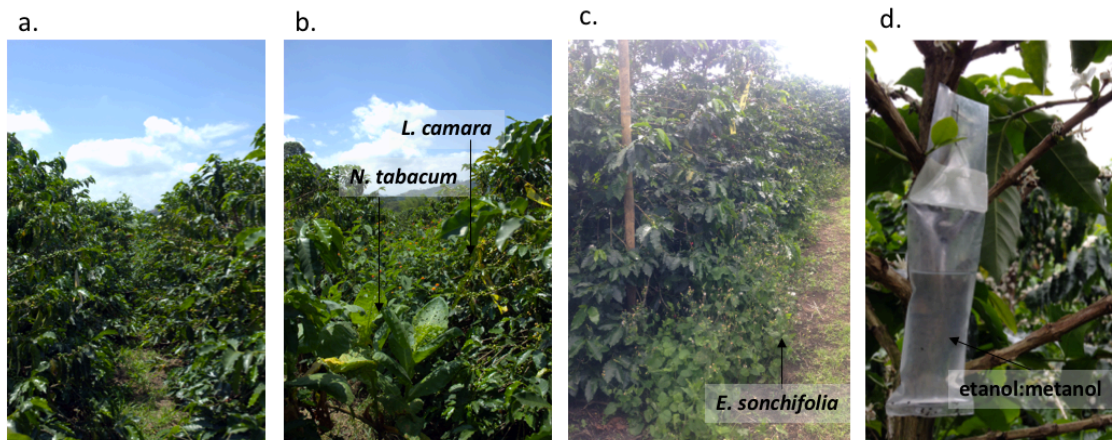 a.
b.
c.
d.
L. camara
N. tabacum
E. sonchifolia
etanol:metanol